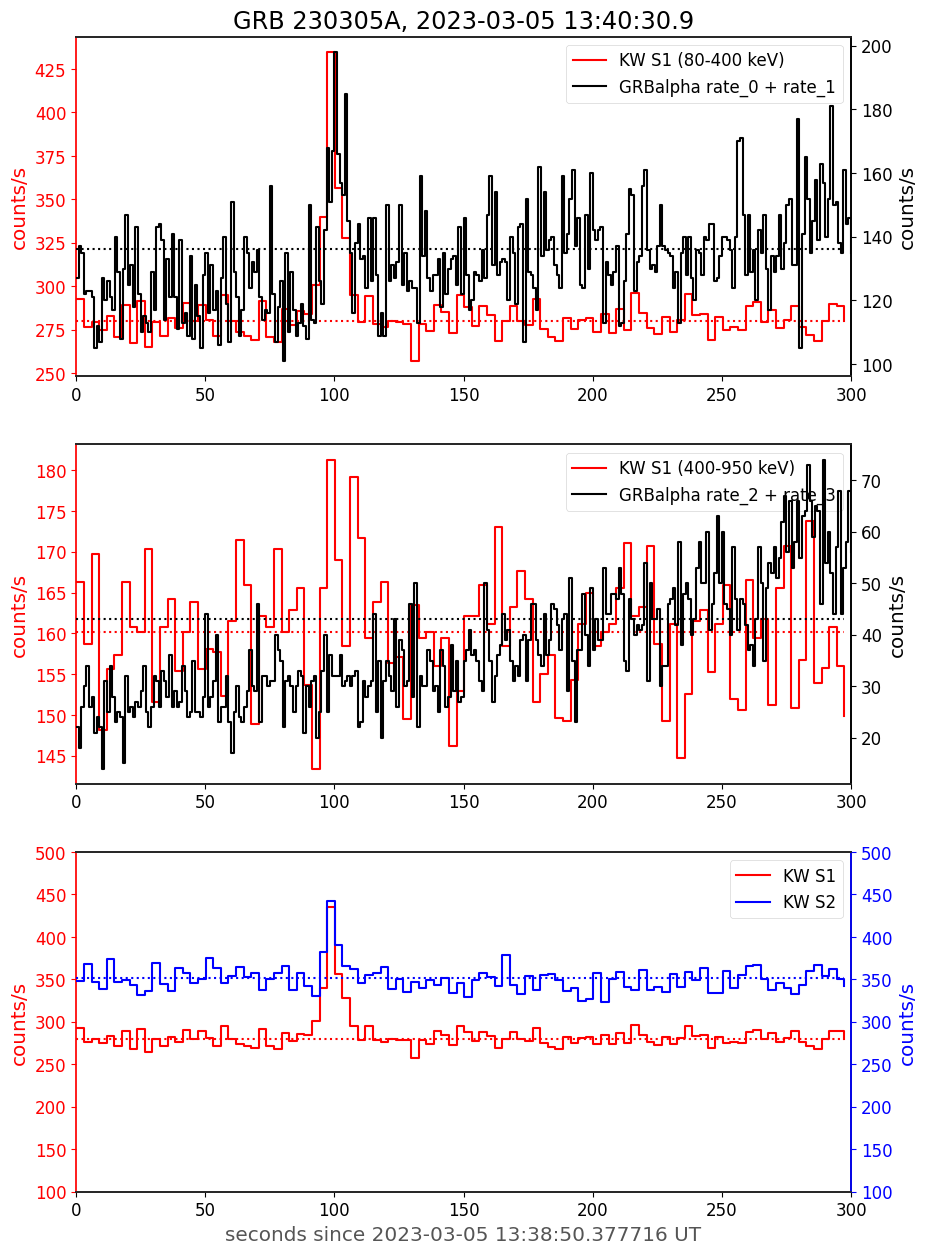 GRB 230305A, 2023-03-05 13:40:30.9
KW S1 (80-400 keV)
GRBalpha rate_0 + rate_1
counts/s
counts/s
425
400
375
350
325
300
275
250
200
180
160
140
120
100
0 50 100 150 200 250 300
KW S1 (400-950 keV)
GRBalpha rate_2 + rate_3
counts/s
counts/s
180
175
170
165
160
155
150
145
70
60
50
40
30
20
0 50 100 150 200 250 300
KW S1
KW S2
counts/s
counts/s
500
450
400
350
300
250
200
150
100
500
450
400
350
300
250
200
150
100
0 50 100 150 200 250 300
seconds since 2023-03-05 13:38:50.377716 UT